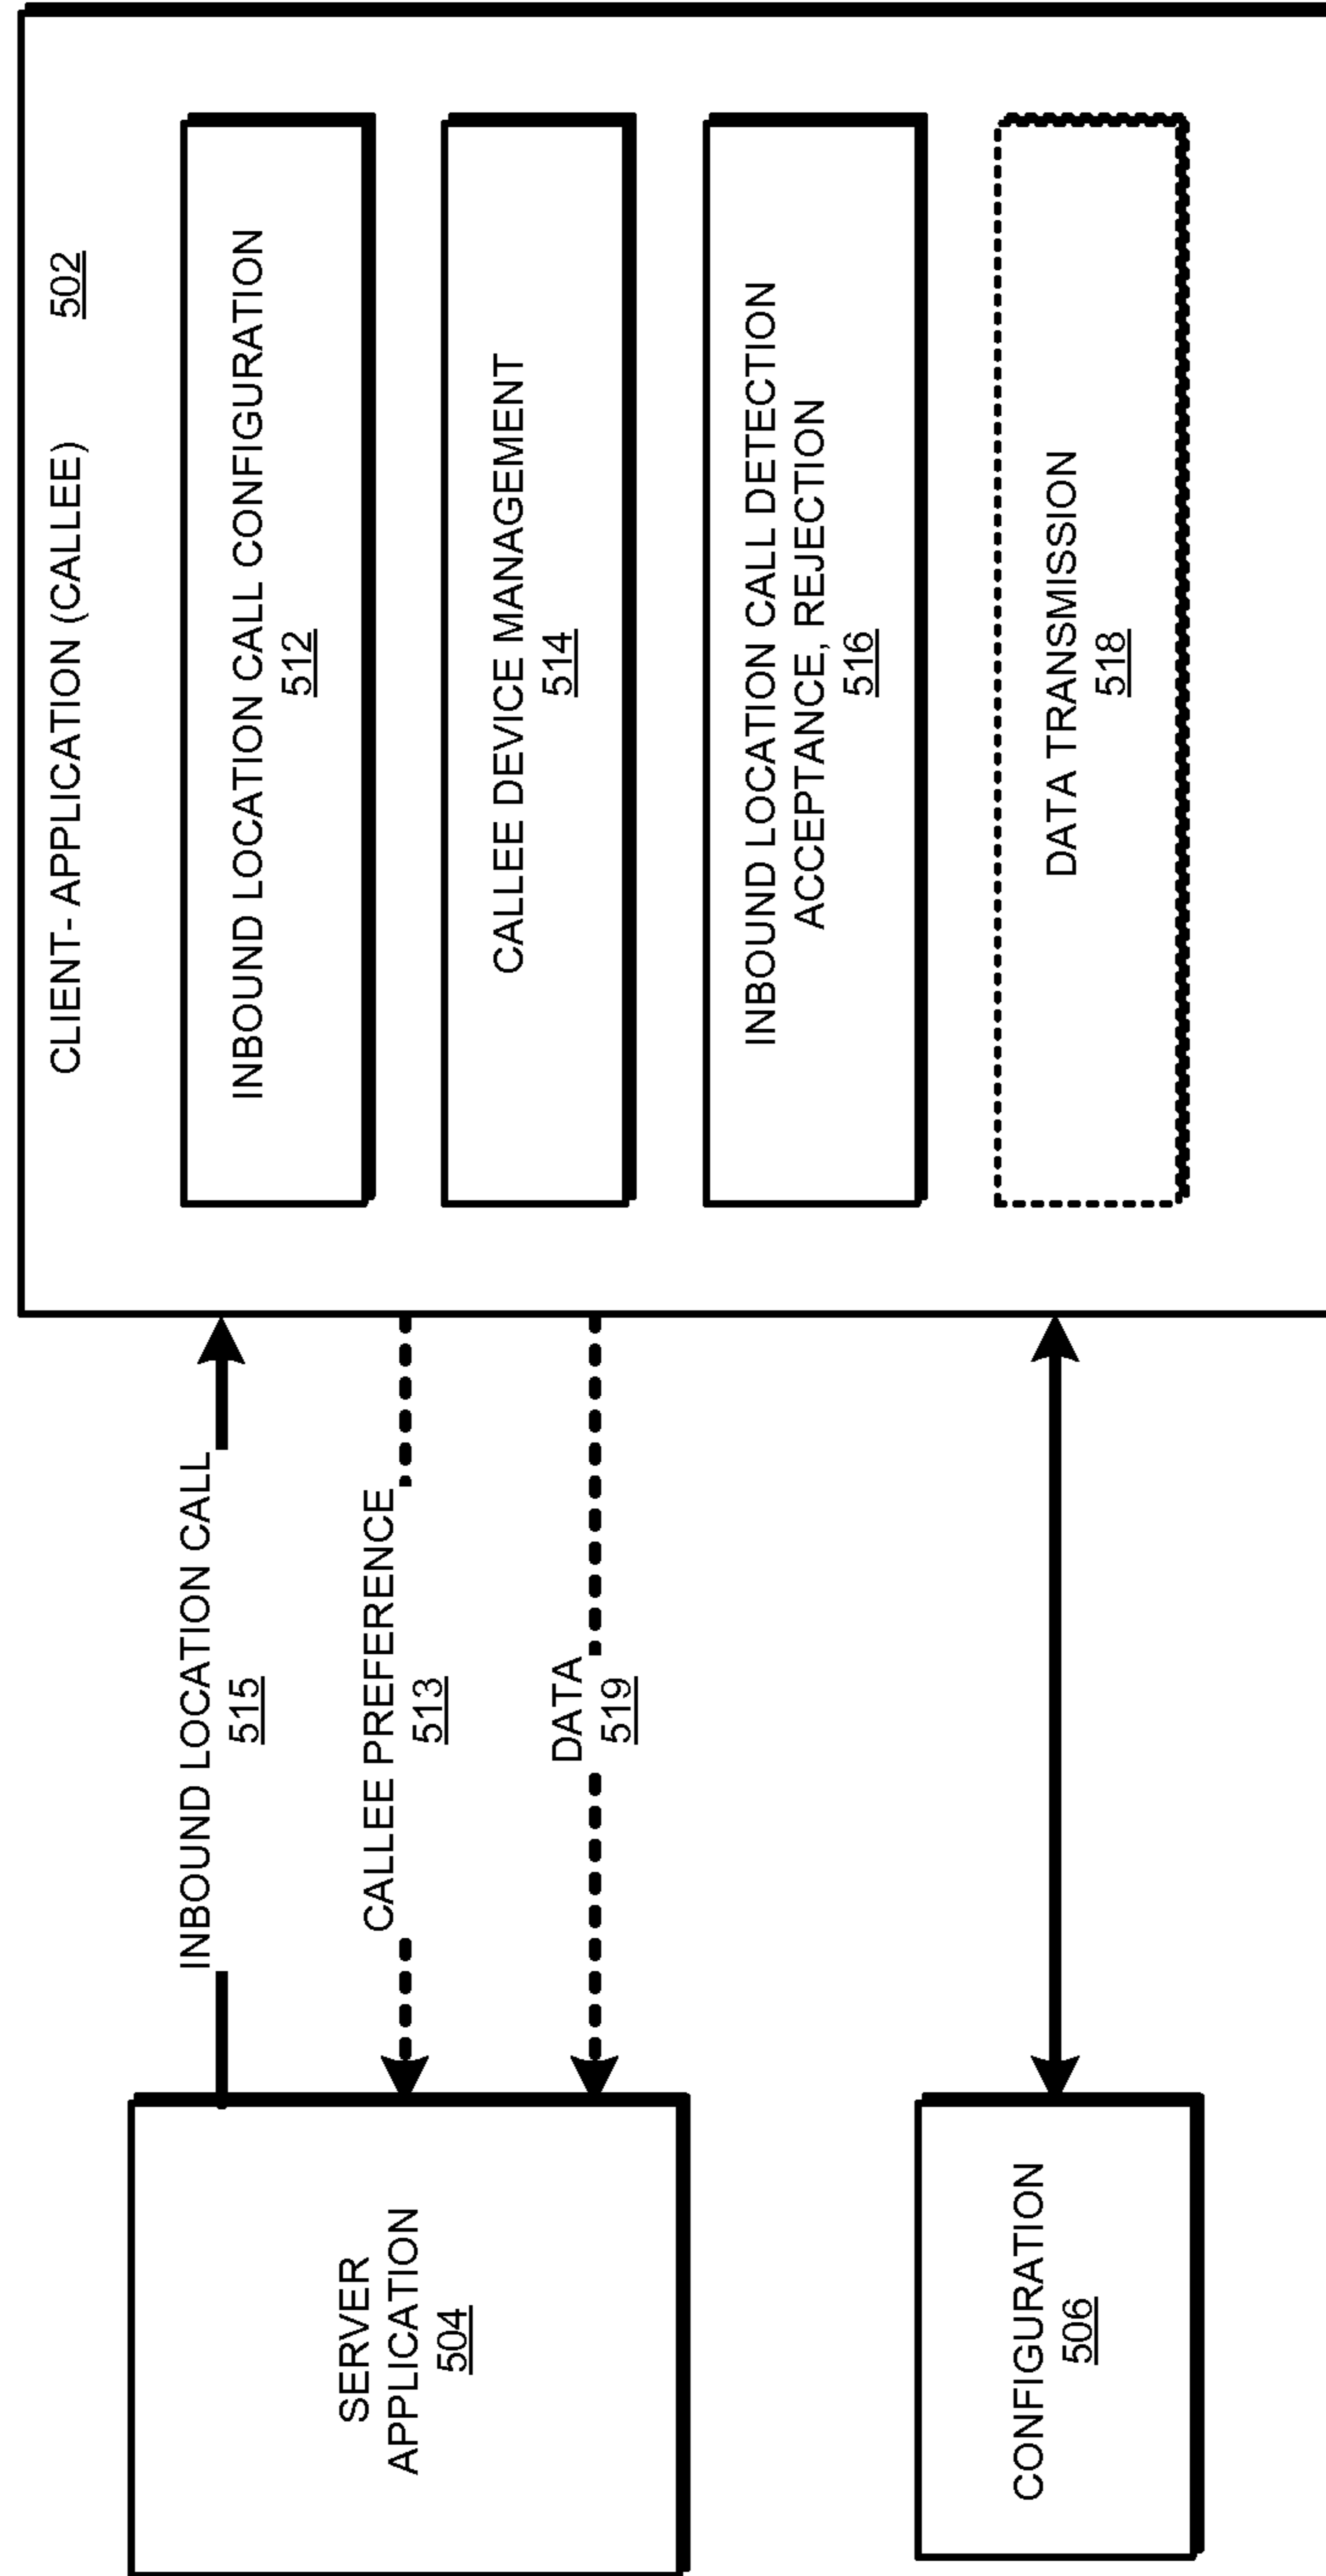 CLIENT- APPLICATION (CALLEE) 502
INBOUND LOCATION CALL CONFIGURATION
512
CALLEE DEVICE MANAGEMENT
514
INBOUND LOCATION CALL DETECTION
ACCEPTANCE, REJECTION
516
DATA TRANSMISSION
518
INBOUND LOCATION CALL
515
CALLEE PREFERENCE
513
DATA
519
SERVER
APPLICATION
504
CONFIGURATION
506